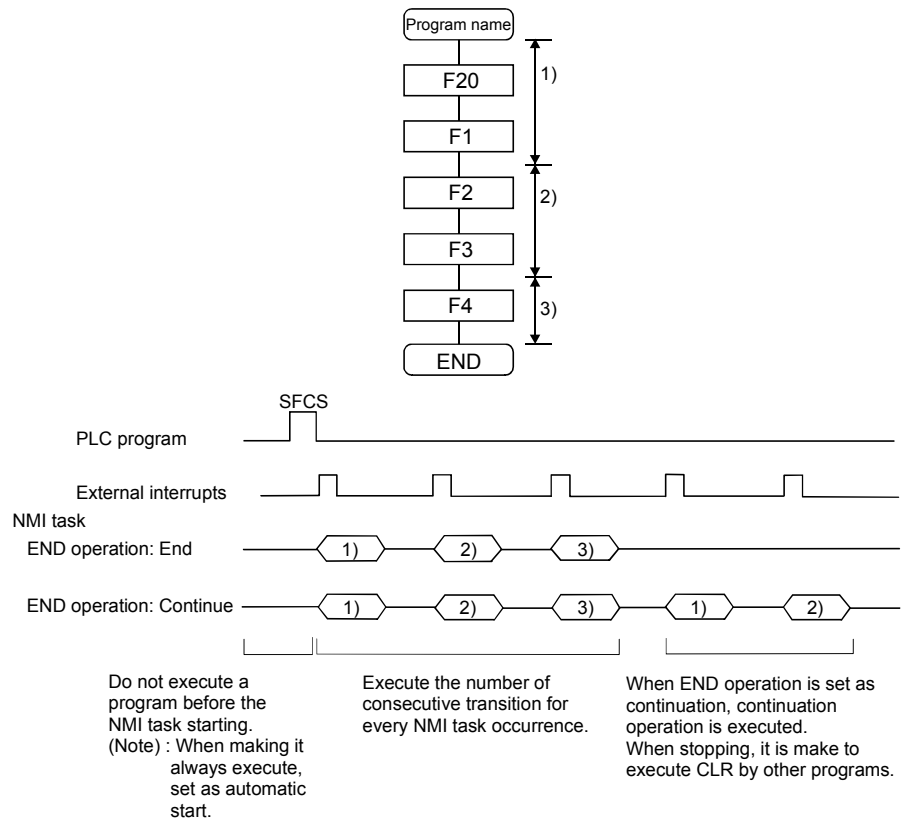 Program name
F20
1)
F1
F2
2)
F3
F4
3)
END
SFCS
PLC program
External interrupts
NMI task
END operation: End
1)
2)
3)
END operation: Continue
1)
2)
3)
1)
2)
Do not execute a
program before the
NMI task starting.
(Note) : When making it
always execute,
set as automatic
start.
Execute the number of
consecutive transition for
every NMI task occurrence.
When END operation is set as
continuation, continuation
operation is executed.
When stopping, it is make to
execute CLR by other programs.